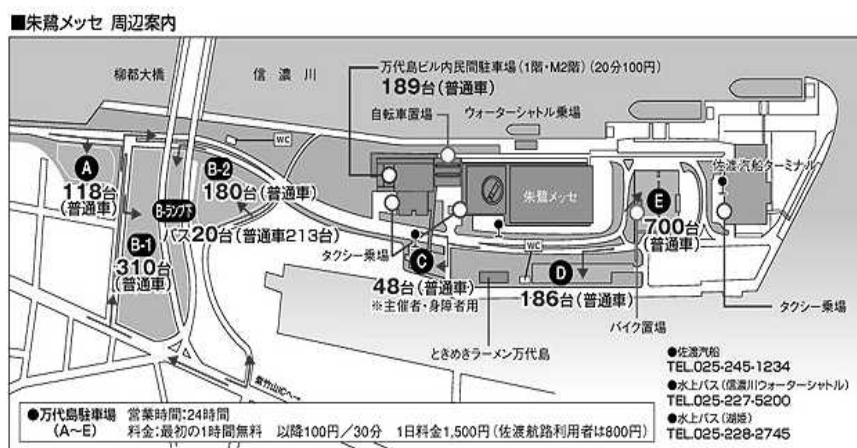 ■朱鷺メッセ 周辺案内
柳都大橋
信濃川
万代島ビル内民間駐車場(1階・M2階)(20分100円)
189台(普通車)
自転車置場
ウォーターシャトル乗場
WC
佐渡汽船ターミナル
A
118台
(普通車)
B-2
180台
(普通車)
朱鷺メッセ
E
700台
(普通車)
B-ランプ下
バス20台(普通車213台)
B-1
310台
(普通車)
タクシー乗場
WC
C
48台(普通車)
※主催者・身障者用
D
186台(普通車)
タクシー乗場
バイク置場
ときめきラーメン万代島
紫竹山ICへ→
●佐渡汽船
TEL.025-245-1234
●水上バス(信濃川ウォーターシャトル)
TEL.025-227-5200
●水上バス(湖姫)
TEL.025-228-2745
●万代島駐車場 営業時間:24時間
(A~E) 料金:最初の1時間無料 以降100円/30分 1日料金1,500円(佐渡航路利用者は800円)